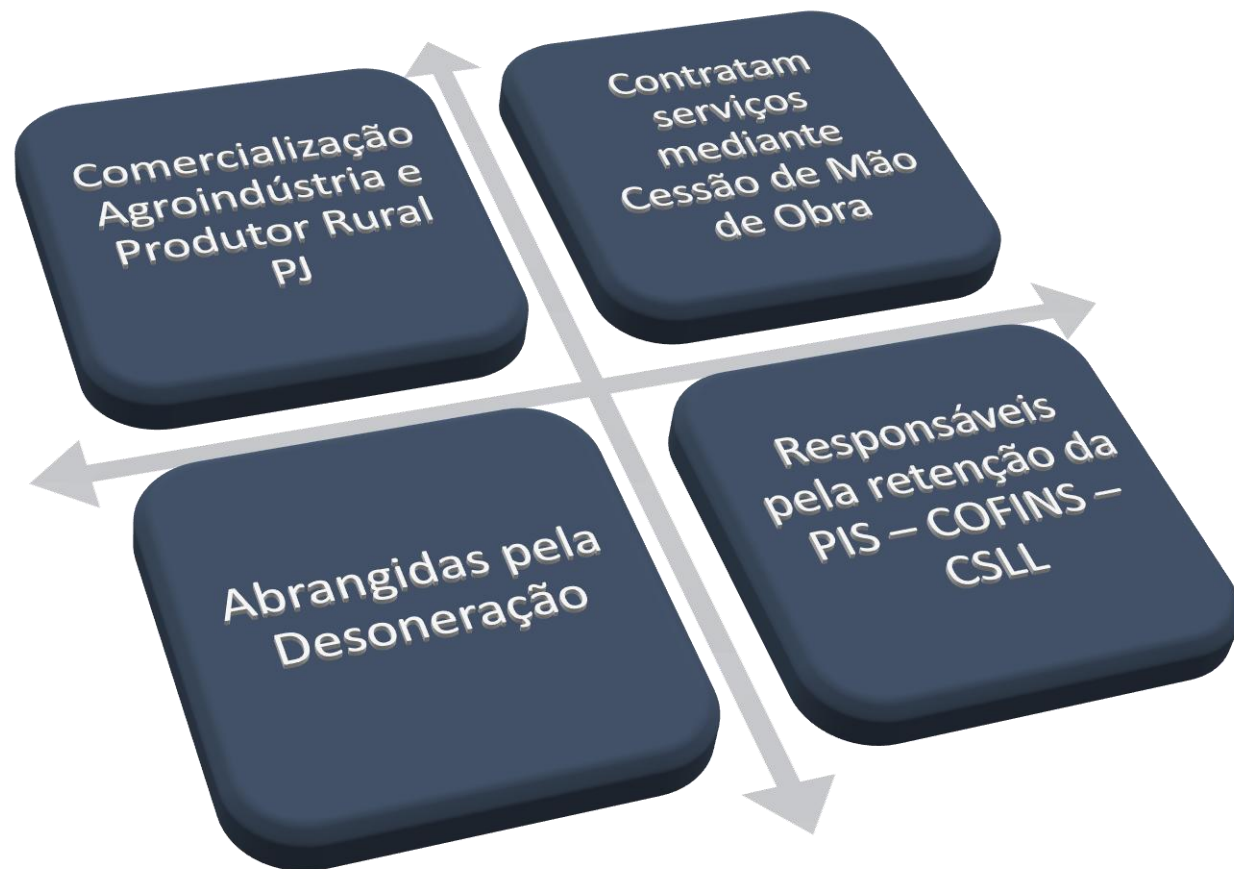 Comercialização
Agroindústria e
Produtor Rural
PJ
Contratam
serviços
mediante
Cessão de Mão
de Obra
Abrangidas pela
Desoneração
Responsáveis
pela retenção da
PIS – COFINS –
CSLL